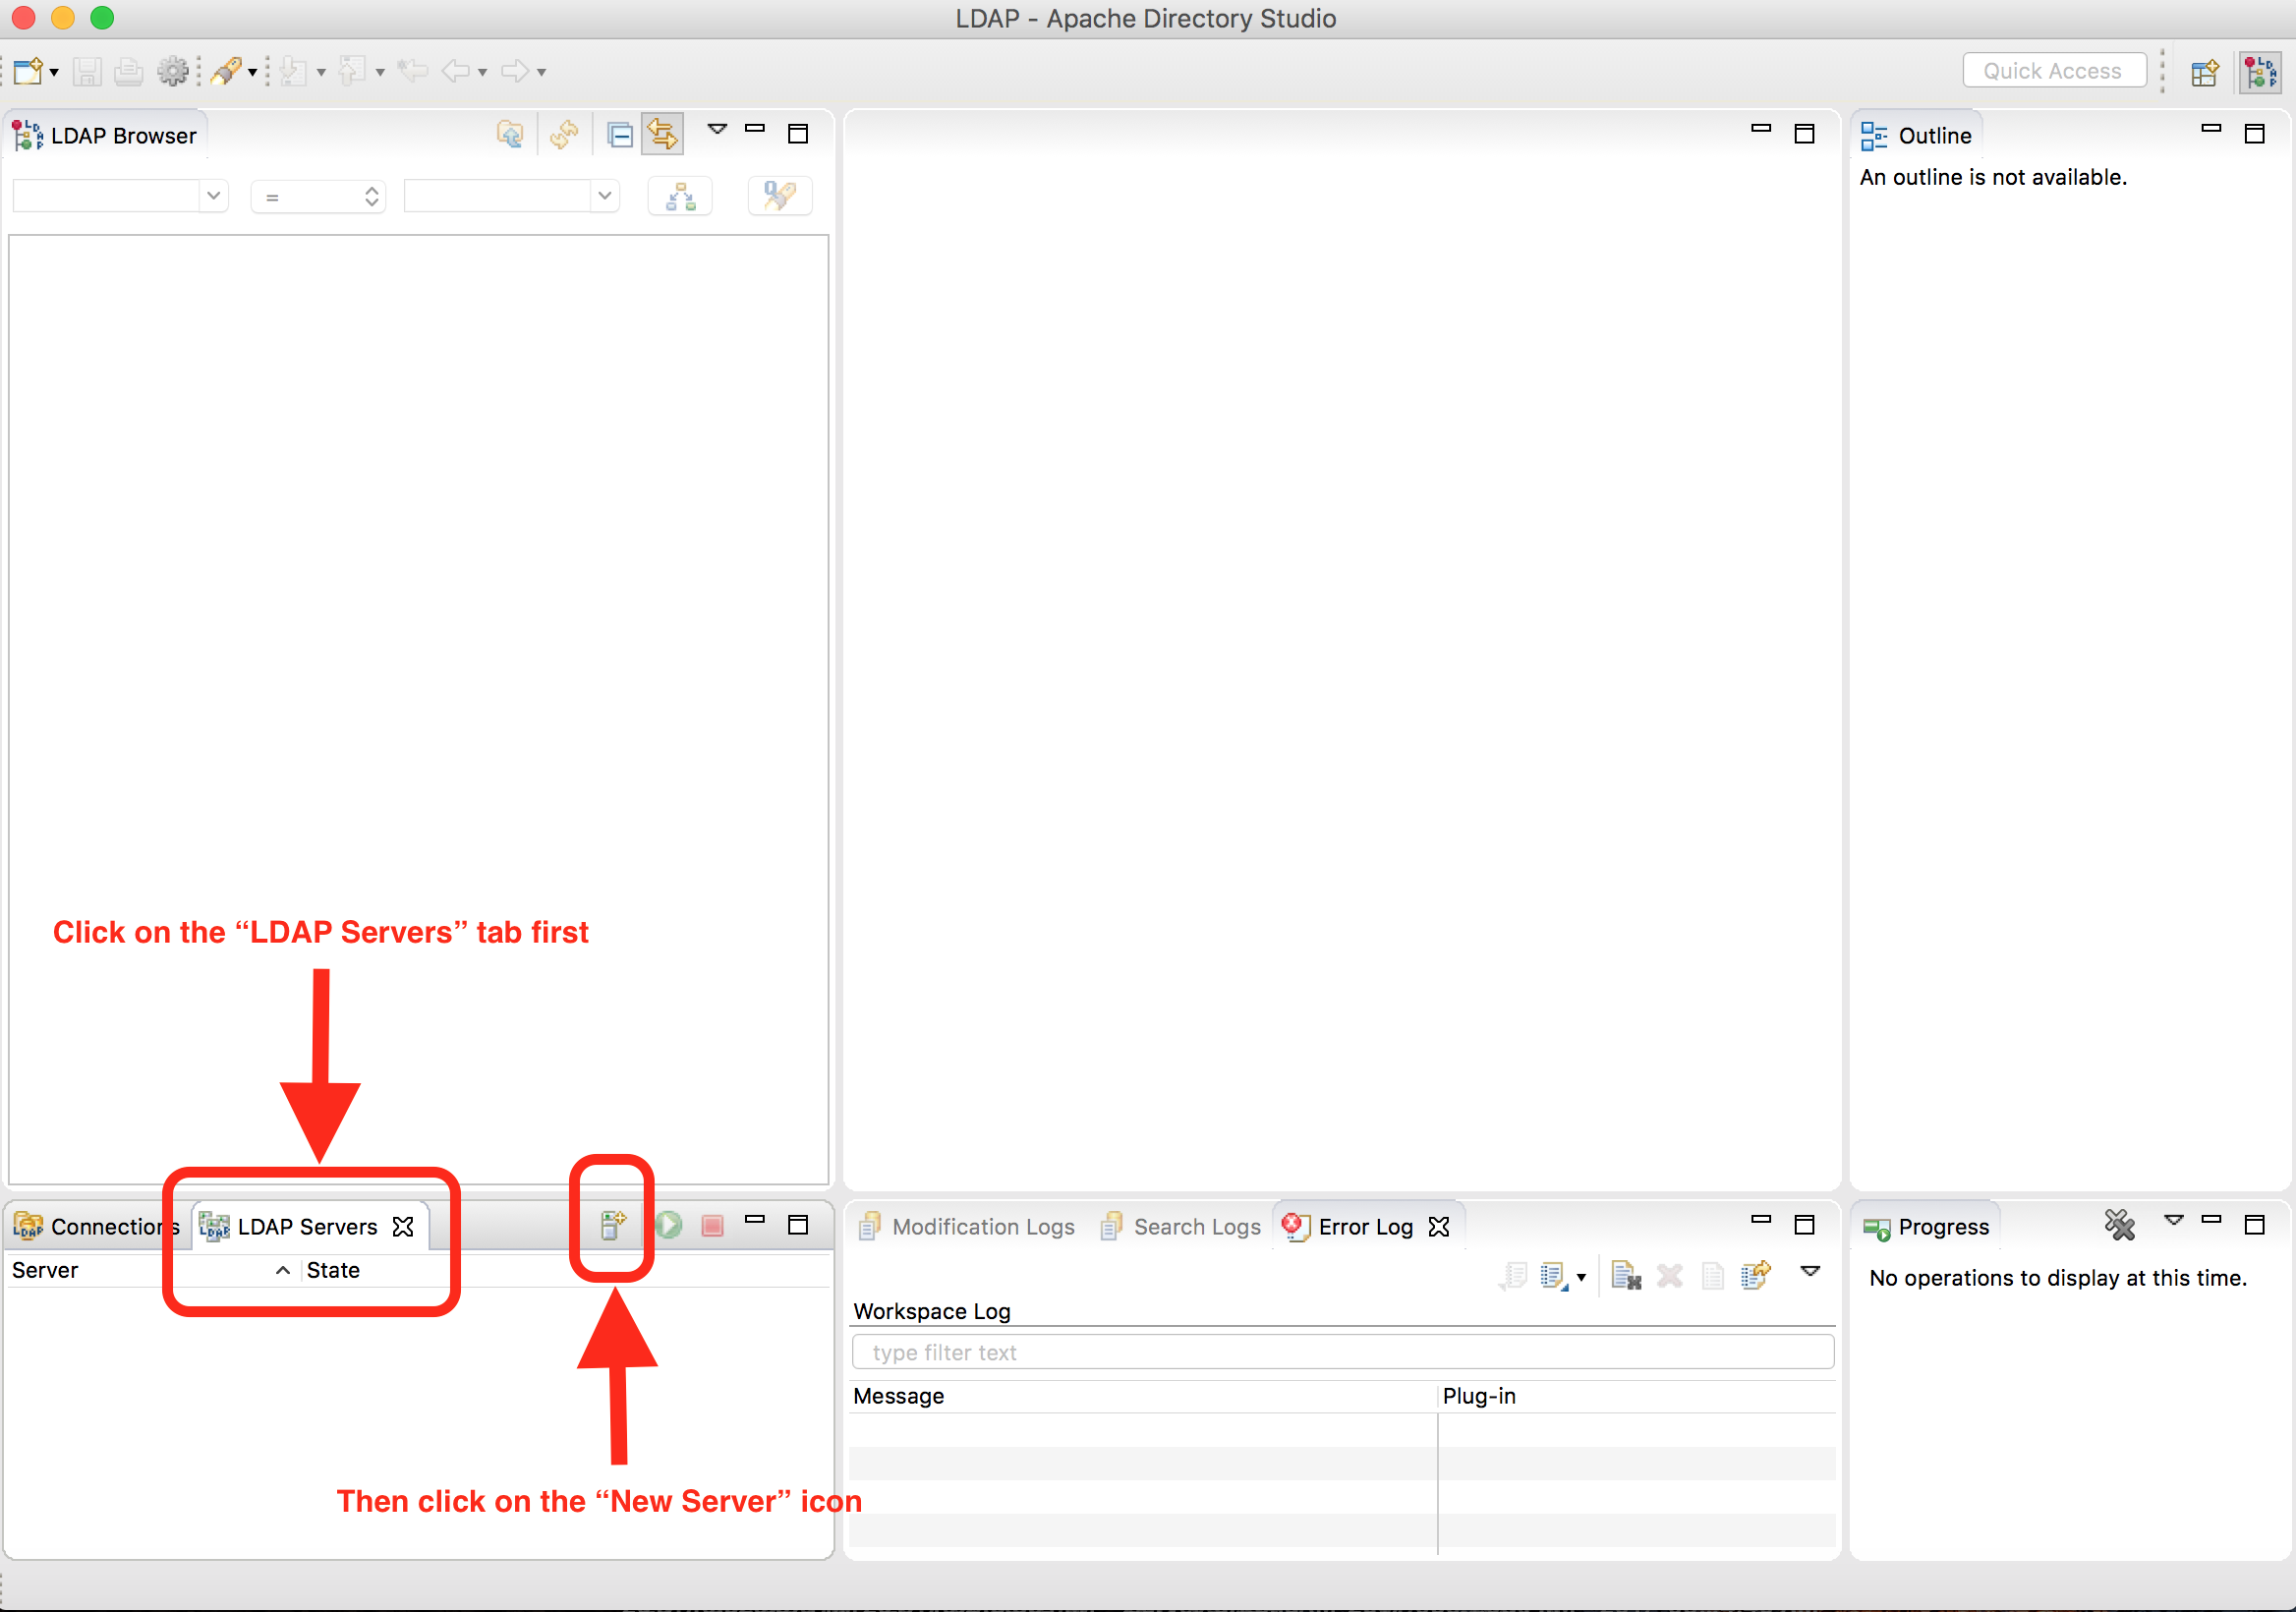 LDAP - Apache Directory Studio
Quick Access
LDAP Browser
=
Outline
An outline is not available.
Click on the “LDAP Servers” tab first
Connections
LDAP Servers
Server
State
Then click on the “New Server” icon
Modification Logs
Search Logs
Error Log
Workspace Log
type filter text
Message
Plug-in
Progress
No operations to display at this time.